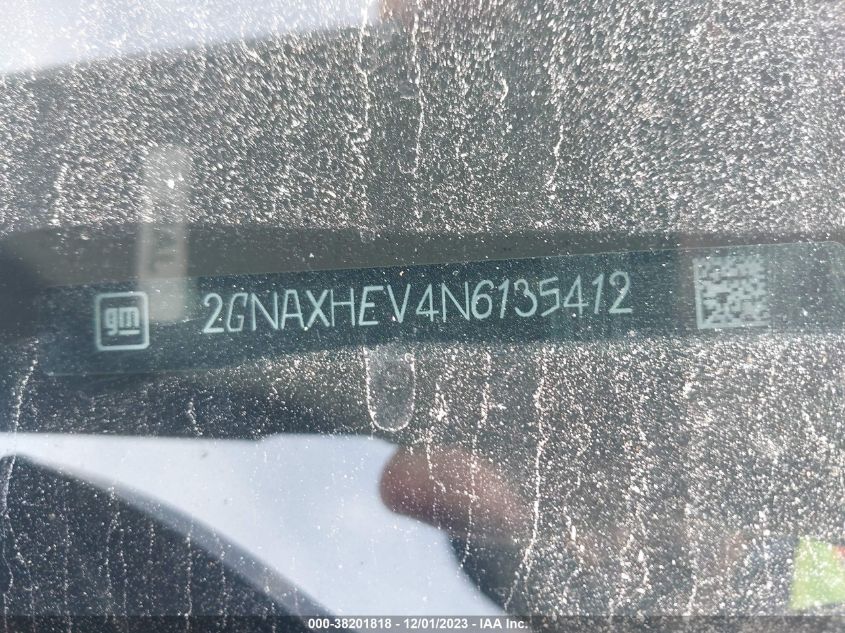 gm
2GNAXHEV4N6135412
000-38201818 - 12/01/2023 - IAA Inc.